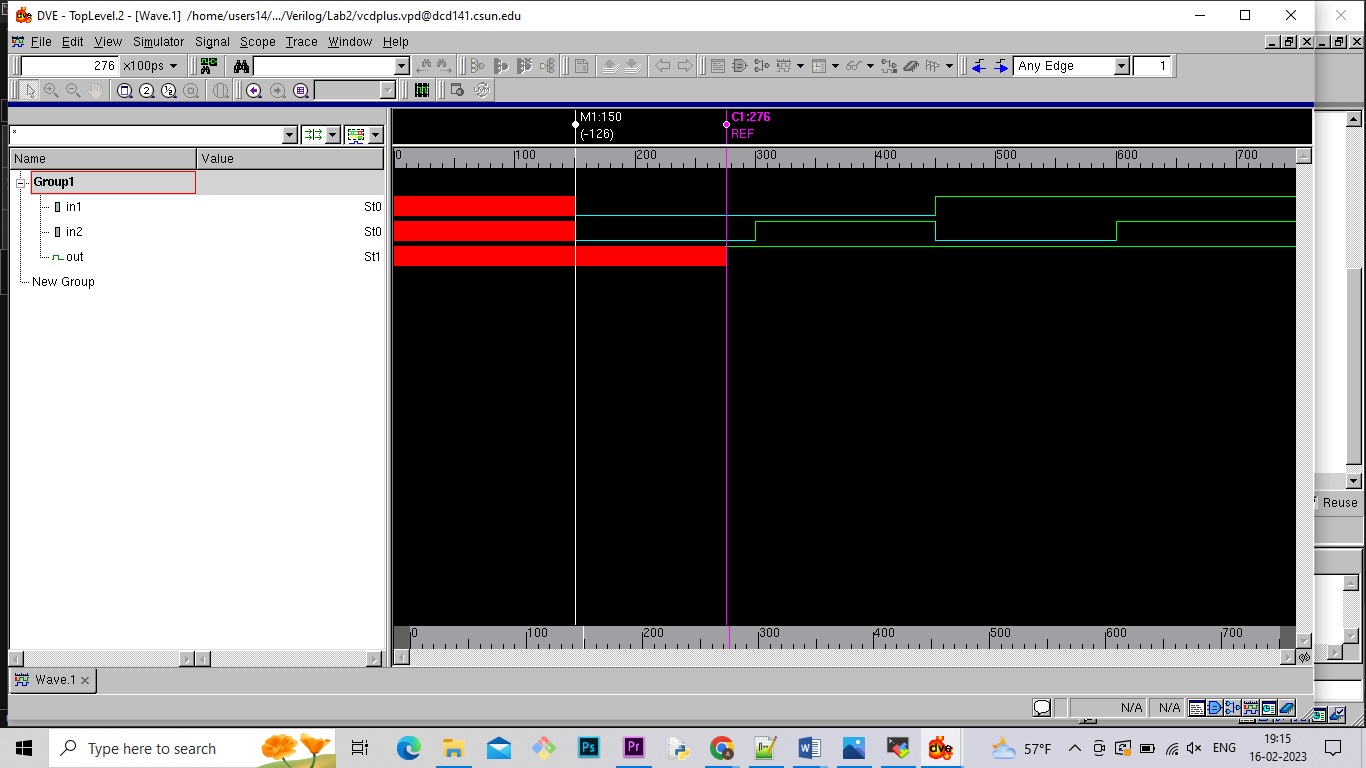 DVE - TopLevel.2 - [Wave.1] /home/users14/.../Verilog/Lab2/vcdplus.vpd@dcd141.csun.edu
File Edit View Simulator Signal Scope Trace Window Help
276 x100ps Any Edge 1
M1:150 C1:276
(-126) REF
*
Name Value 0 100 200 300 400 500 600 700
Group1
in1 St0
in2 St0
out St1
New Group
Reuse
0 100 200 300 400 500 600 700
Wave.1
N/A N/A
Type here to search Ps Pr dve 57°F ENG 19:15
16-02-2023